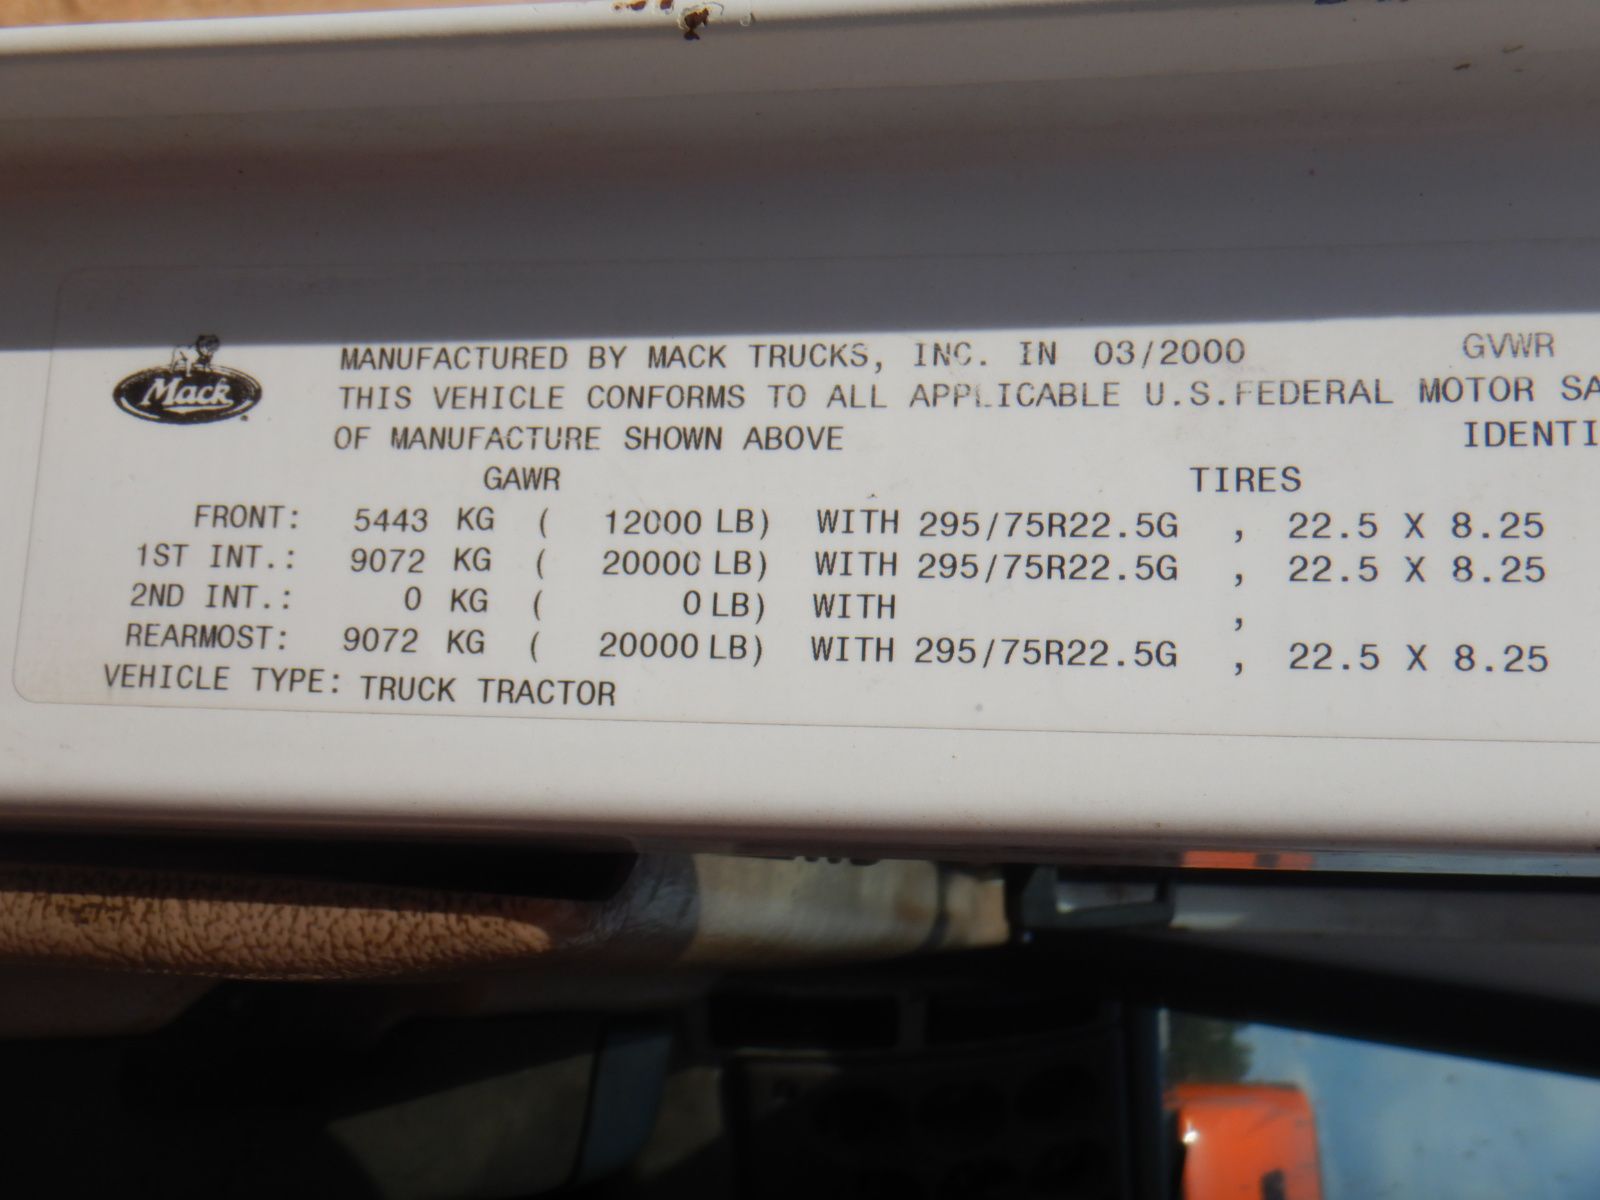 Mack
MANUFACTURED BY MACK TRUCKS, INC. IN 03/2000 GVWR
THIS VEHICLE CONFORMS TO ALL APPLICABLE U.S.FEDERAL MOTOR SA
OF MANUFACTURE SHOWN ABOVE IDENTI
GAWR TIRES
FRONT: 5443 KG ( 12000 LB) WITH 295/75R22.5G , 22.5 X 8.25
1ST INT.: 9072 KG ( 20000 LB) WITH 295/75R22.5G , 22.5 X 8.25
2ND INT.: 0 KG ( 0 LB) WITH ,
REARMOST: 9072 KG ( 20000 LB) WITH 295/75R22.5G , 22.5 X 8.25
VEHICLE TYPE: TRUCK TRACTOR